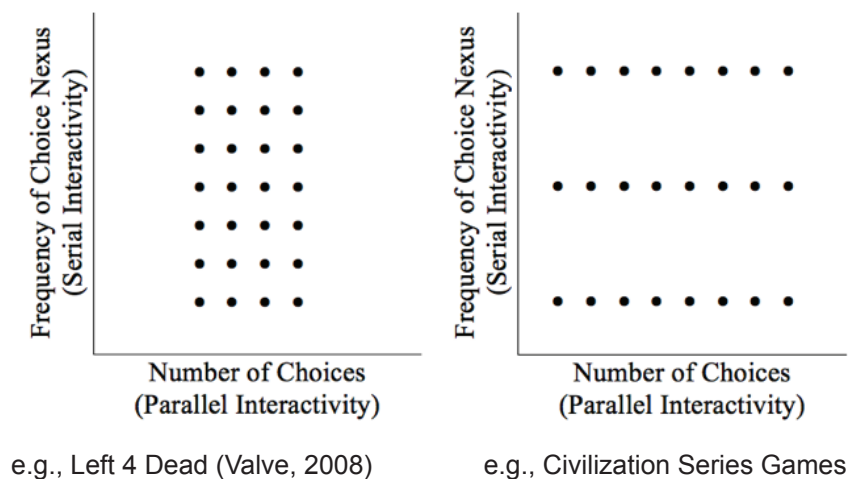 Frequency of Choice Nexus
(Serial Interactivity)
Number of Choices
(Parallel Interactivity)
e.g., Left 4 Dead (Valve, 2008)
Frequency of Choice Nexus
(Serial Interactivity)
Number of Choices
(Parallel Interactivity)
e.g., Civilization Series Games